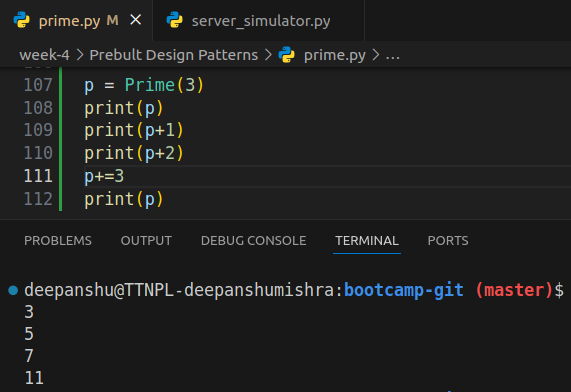 prime.py M × server_simulator.py
week-4 > Prebult Design Patterns > prime.py > ...
107 p = Prime(3)
108 print(p)
109 print(p+1)
110 print(p+2)
111 p+=3
112 print(p)
PROBLEMS OUTPUT DEBUG CONSOLE TERMINAL PORTS
deepanshu@TTNPL-deepanshumishra:bootcamp-git (master)$
3
5
7
11